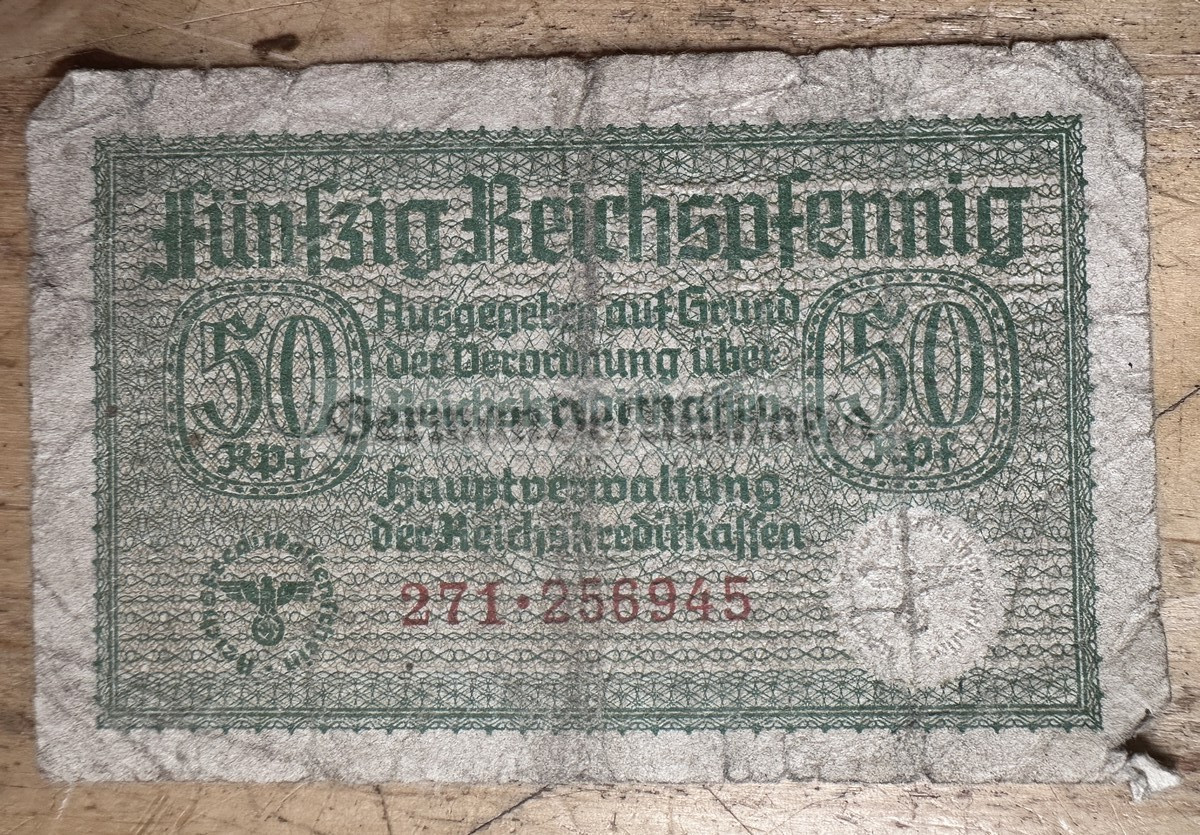 Fünfzig Reichspfennig
50
Rpf
Ausgegeben auf Grund
der Verordnung über
Reichskreditkassen
50
Rpf
Hauptverwaltung
der Reichskreditkassen
271·256945